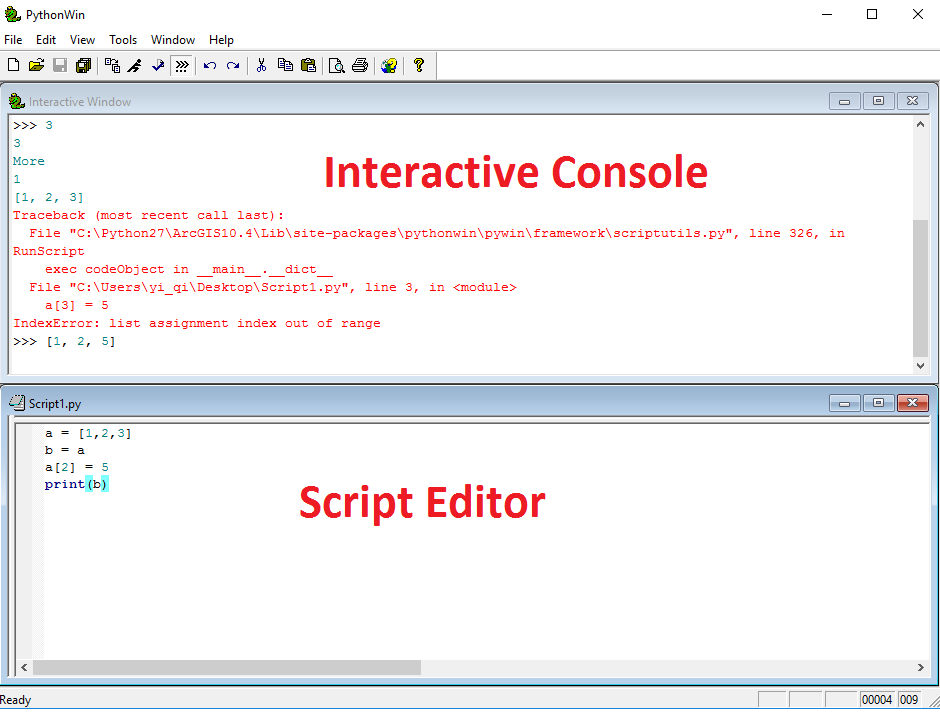 PythonWin
File Edit View Tools Window Help
Interactive Window
>>> 3
3
More
1
[1, 2, 3]
Traceback (most recent call last):
  File "C:\Python27\ArcGIS10.4\Lib\site-packages\pythonwin\pywin\framework\scriptutils.py", line 326, in
RunScript
    exec codeObject in __main__.__dict__
  File "C:\Users\yi_qi\Desktop\Script1.py", line 3, in <module>
    a[3] = 5
IndexError: list assignment index out of range
>>> [1, 2, 5]
Interactive Console
Script1.py
a = [1,2,3]
b = a
a[2] = 5
print(b)
Script Editor
Ready
00004 009